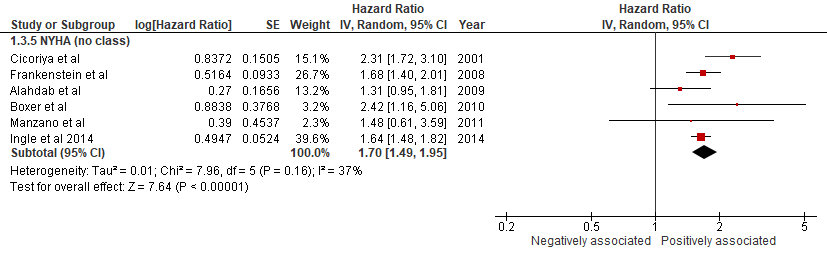 Hazard Ratio Hazard Ratio
Study or Subgroup log[Hazard Ratio] SE Weight IV, Random, 95% CI Year IV, Random, 95% CI
1.3.5 NYHA (no class)
Cicoriya et al 0.8372 0.1505 15.1% 2.31 [1.72, 3.10] 2001
Frankenstein et al 0.5164 0.0933 26.7% 1.68 [1.40, 2.01] 2008
Alahdab et al 0.27 0.1656 13.2% 1.31 [0.95, 1.81] 2009
Boxer et al 0.8838 0.3768 3.2% 2.42 [1.16, 5.06] 2010
Manzano et al 0.39 0.4537 2.3% 1.48 [0.61, 3.59] 2011
Ingle et al 2014 0.4947 0.0524 39.6% 1.64 [1.48, 1.82] 2014
Subtotal (95% CI) 100.0% 1.70 [1.49, 1.95]
Heterogeneity: Tau² = 0.01; Chi² = 7.96, df = 5 (P = 0.16); I² = 37%
Test for overall effect: Z = 7.64 (P < 0.00001)
0.2 0.5 1 2 5
Negatively associated Positively associated